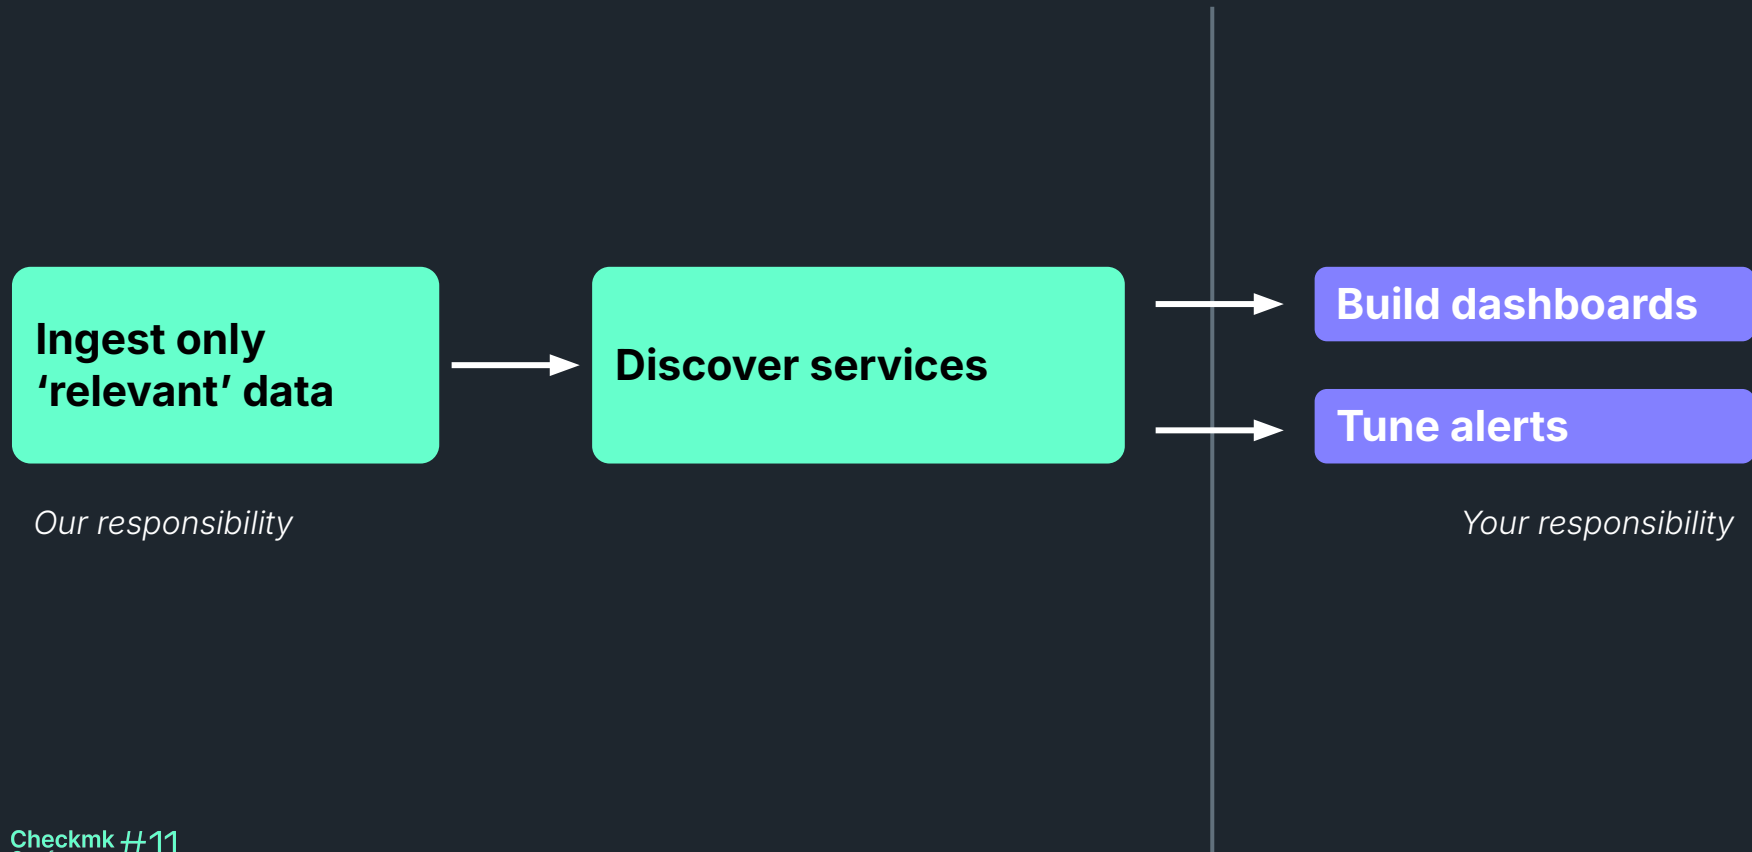 Ingest only
‘relevant’ data
Discover services
Build dashboards
Tune alerts
Our responsibility
Your responsibility
Checkmk #11